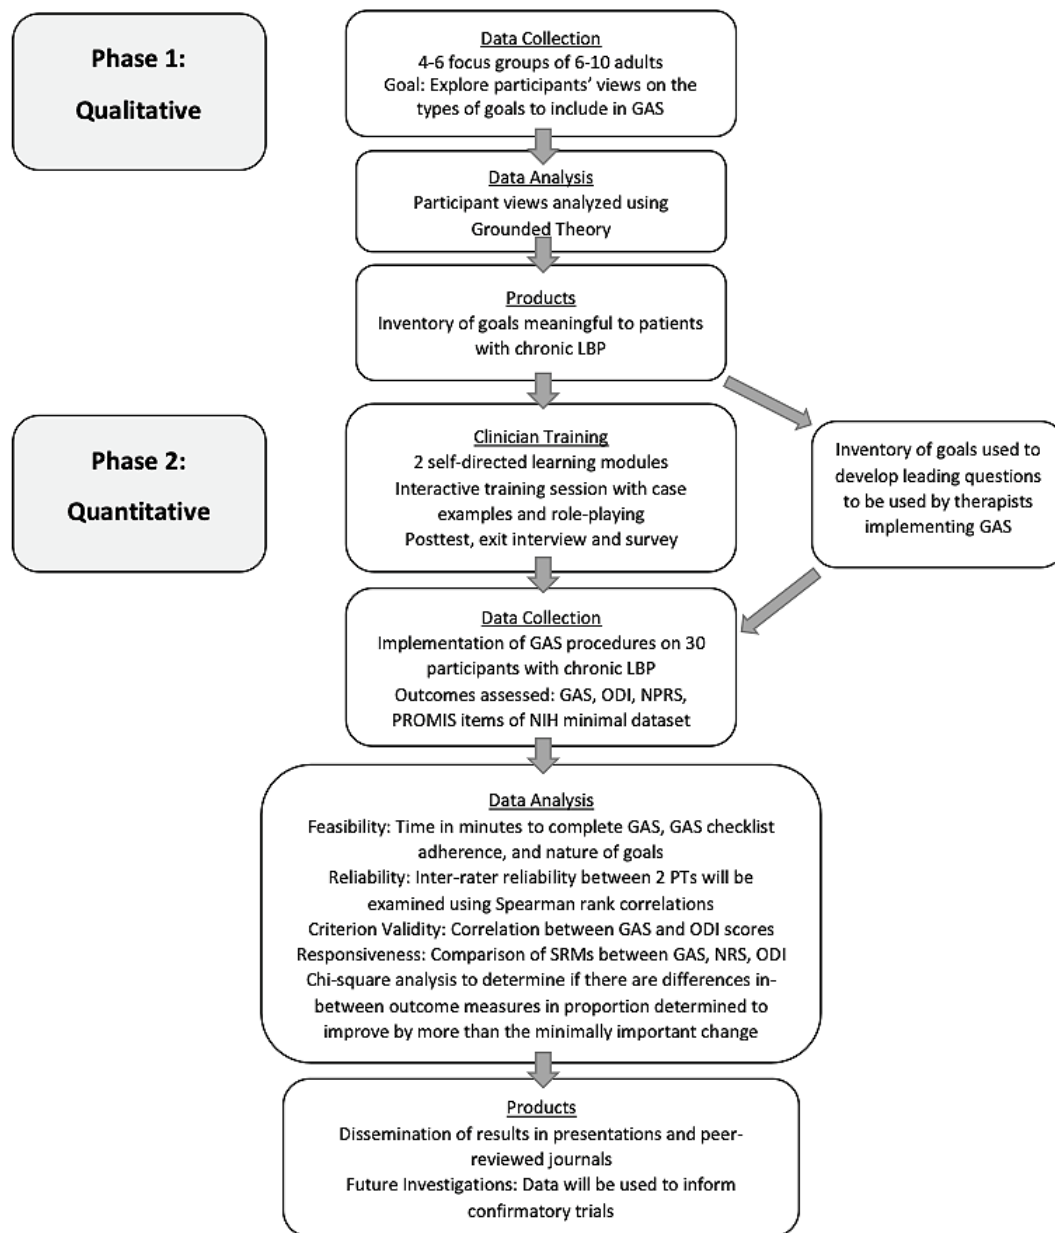 Phase 1:
Qualitative
Data Collection
4-6 focus groups of 6-10 adults
Goal: Explore participants' views on the
types of goals to include in GAS
Data Analysis
Participant views analyzed using
Grounded Theory
Products
Inventory of goals meaningful to patients
with chronic LBP
Phase 2:
Quantitative
Clinician Training
2 self-directed learning modules
Interactive training session with case
examples and role-playing
Posttest, exit interview and survey
Inventory of goals used to
develop leading questions
to be used by therapists
implementing GAS
Data Collection
Implementation of GAS procedures on 30
participants with chronic LBP
Outcomes assessed: GAS, ODI, NPRS,
PROMIS items of NIH minimal dataset
Data Analysis
Feasibility: Time in minutes to complete GAS, GAS checklist
adherence, and nature of goals
Reliability: Inter-rater reliability between 2 PTs will be
examined using Spearman rank correlations
Criterion Validity: Correlation between GAS and ODI scores
Responsiveness: Comparison of SRMs between GAS, NRS, ODI
Chi-square analysis to determine if there are differences in-
between outcome measures in proportion determined to
improve by more than the minimally important change
Products
Dissemination of results in presentations and peer-
reviewed journals
Future Investigations: Data will be used to inform
confirmatory trials